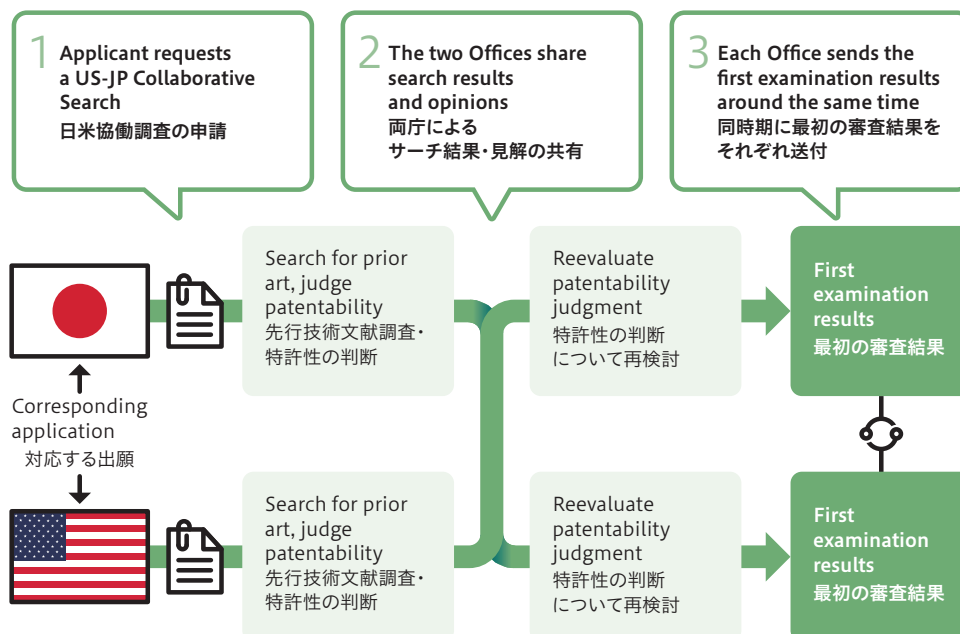 1
Applicant requests
a US-JP Collaborative
Search
日米協働調査の申請
2
The two Offices share
search results
and opinions
両庁による
サーチ結果・見解の共有
3
Each Office sends the
first examination results
around the same time
同時期に最初の審査結果を
それぞれ送付
Search for prior
art, judge
patentability
先行技術文献調査・
特許性の判断
Reevaluate
patentability
judgment
特許性の判断
について再検討
First
examination
results
最初の審査結果
Corresponding
application
対応する出願
Search for prior
art, judge
patentability
先行技術文献調査・
特許性の判断
Reevaluate
patentability
judgment
特許性の判断
について再検討
First
examination
results
最初の審査結果